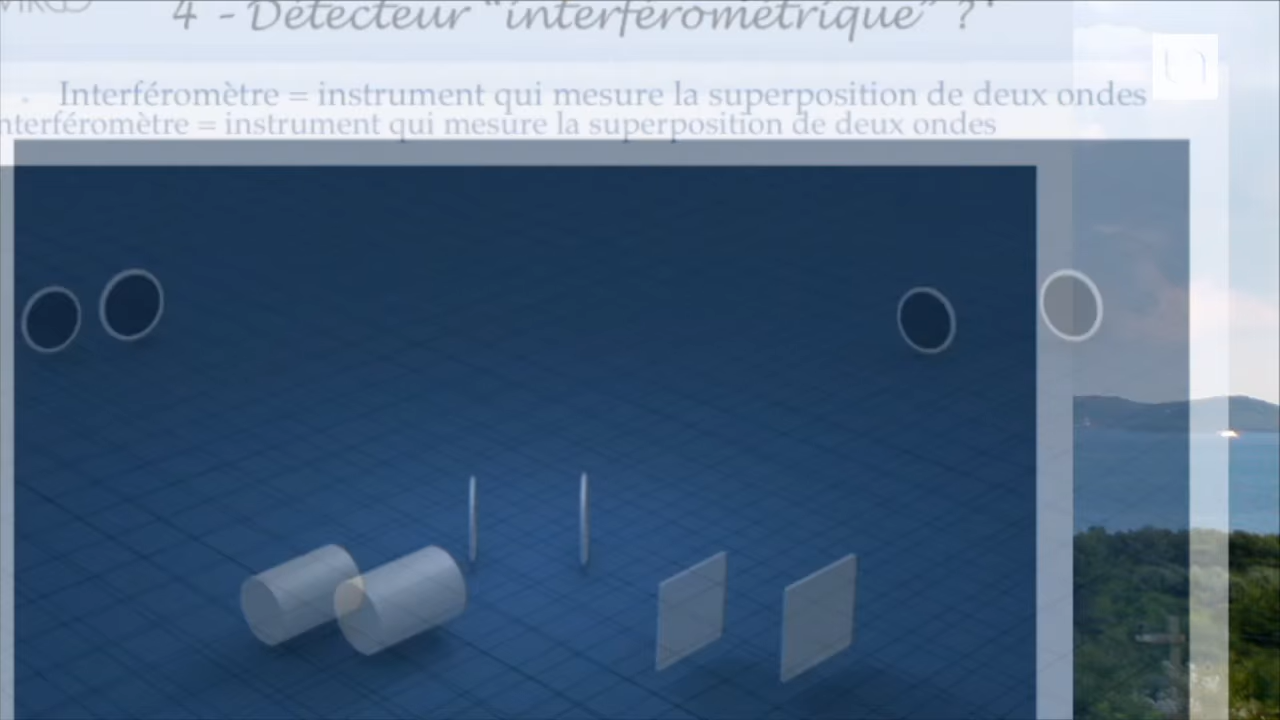 4 - Détecteur “interférométrique” ?
Interféromètre = instrument qui mesure la superposition de deux ondes
nterféromètre = instrument qui mesure la superposition de deux ondes